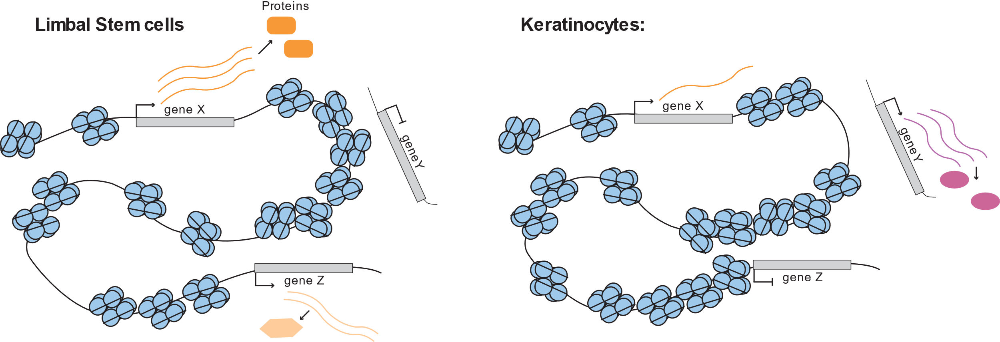 Proteins
Limbal Stem cells
gene X
gene Y
gene Z
Keratinocytes:
gene X
gene Y
gene Z